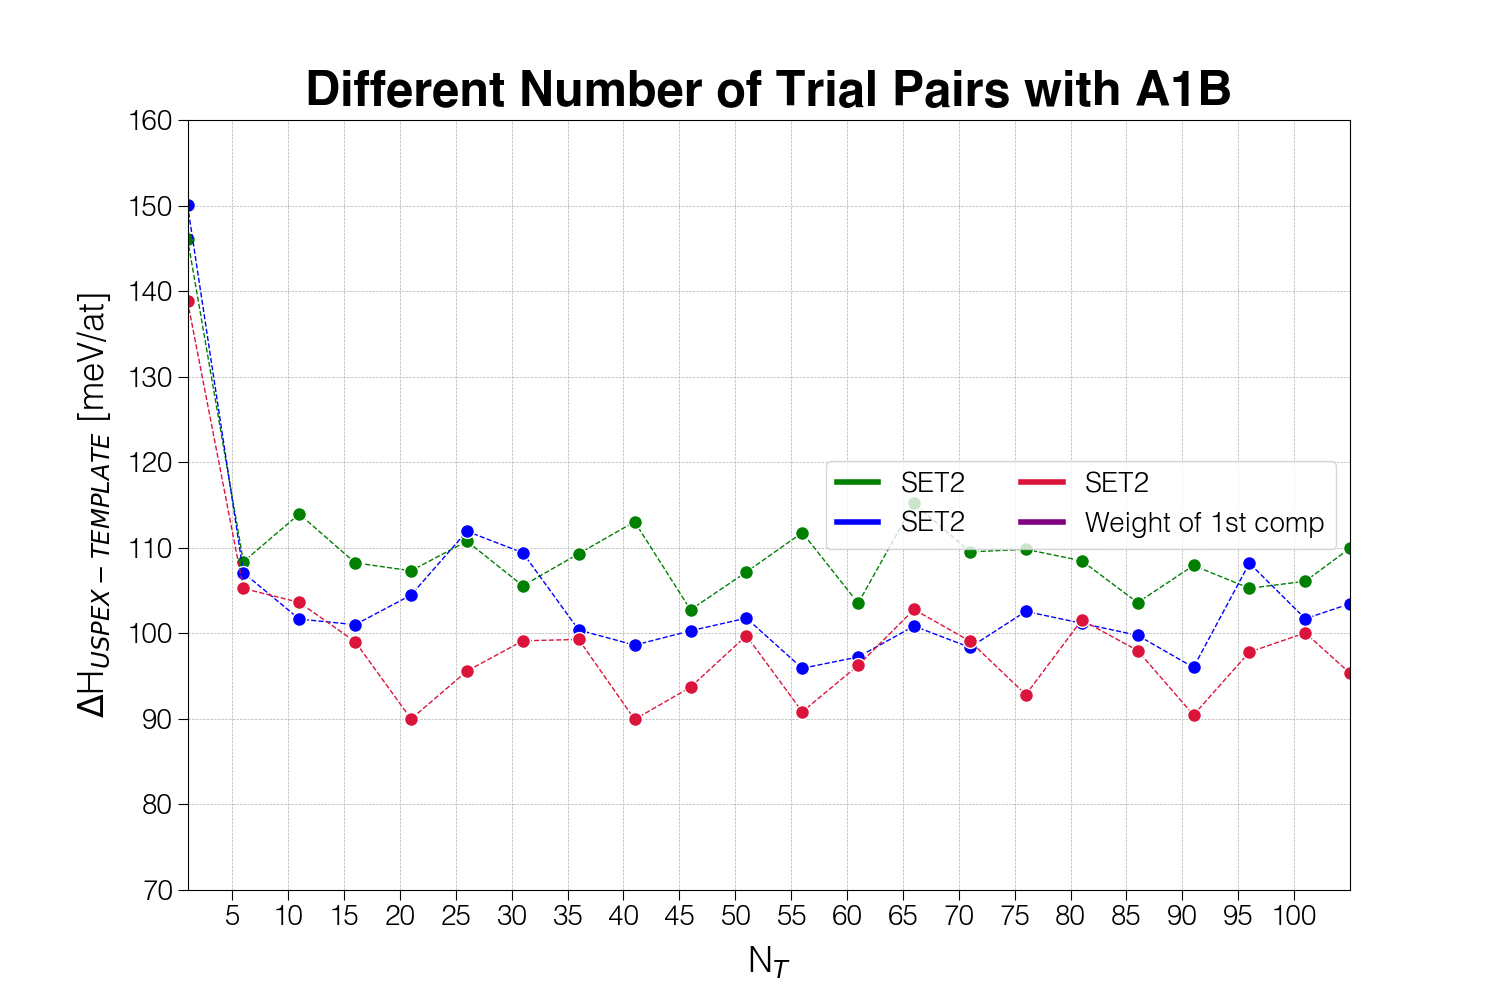 Different Number of Trial Pairs with A1B
160
150
140
130
120
110
100
90
80
70
ΔH_{USPEX−TEMPLATE} [meV/at]
SET2 SET2
SET2 Weight of 1st comp
5 10 15 20 25 30 35 40 45 50 55 60 65 70 75 80 85 90 95 100
N_T